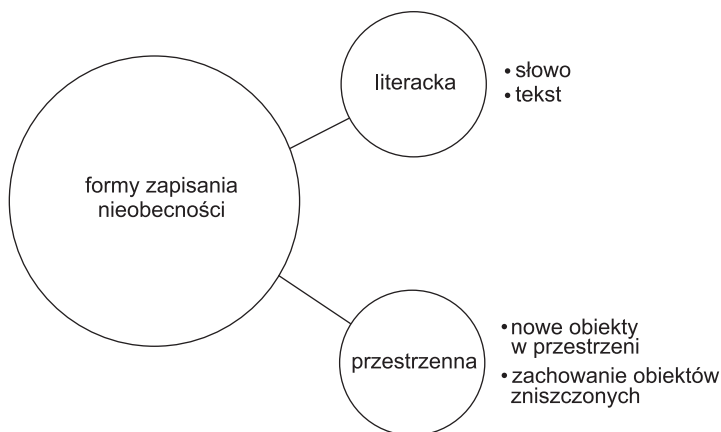 literacka
• słowo
• tekst
formy zapisania
nieobecności
przestrzenna
• nowe obiekty
w przestrzeni
• zachowanie obiektów
zniszczonych